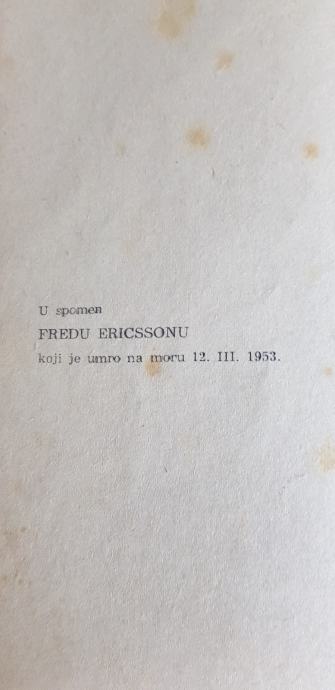 U spomen
FREDU ERICSSONU
koji je umro na moru 12. III. 1953.